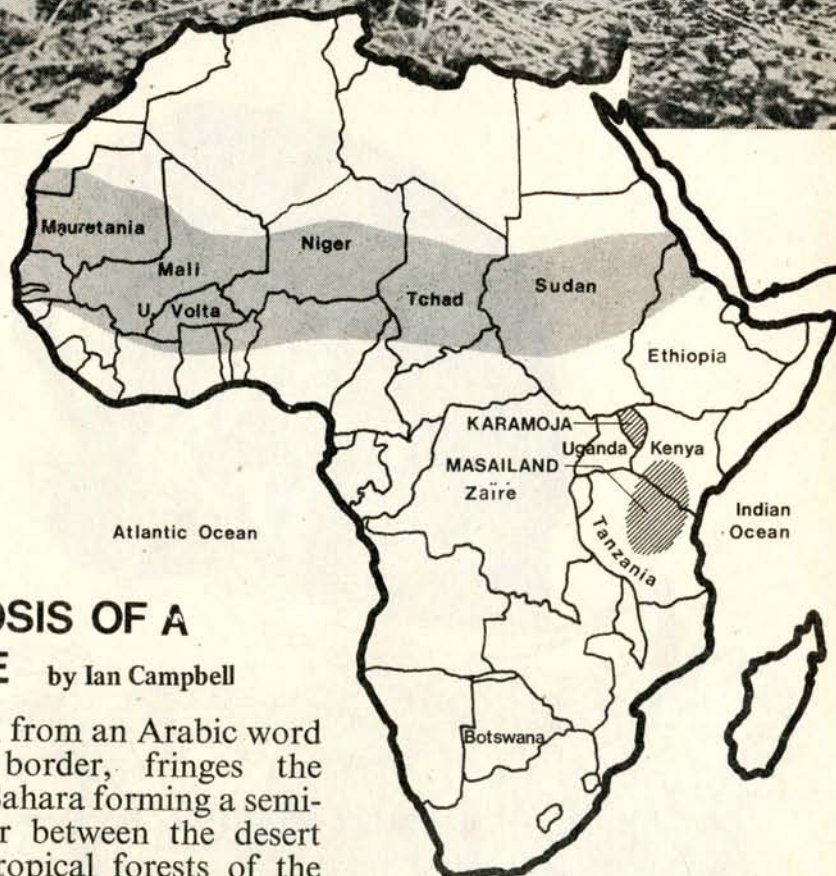 Mauretania
Mali
Niger
U. Volta
Tchad
Sudan
Ethiopia
KARAMOJA
Uganda
Kenya
MASAILAND
Zaïre
Tanzania
Atlantic Ocean
Indian
Ocean
Botswana
OSIS OF A
E by Ian Campbell
from an Arabic word
border, fringes the
Sahara forming a semi-
between the desert
tropical forests of the